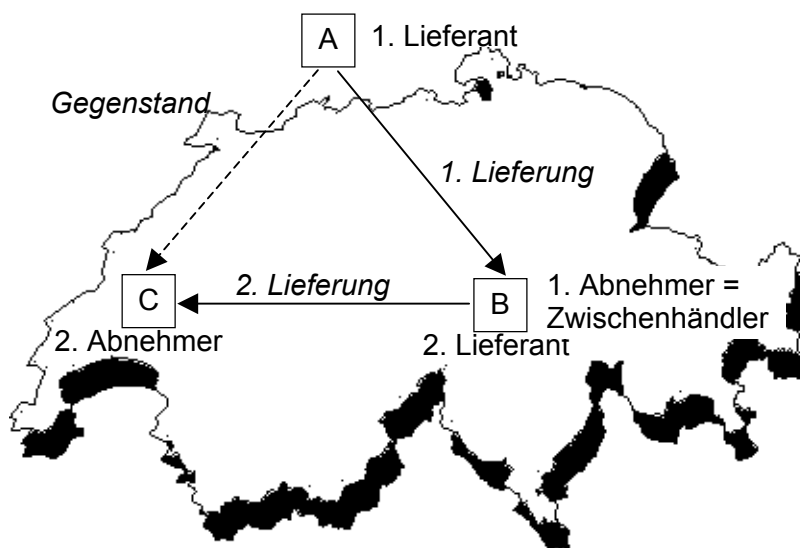 A
1. Lieferant
Gegenstand
1. Lieferung
2. Lieferung
C
B
1. Abnehmer =
Zwischenhändler
2. Abnehmer
2. Lieferant